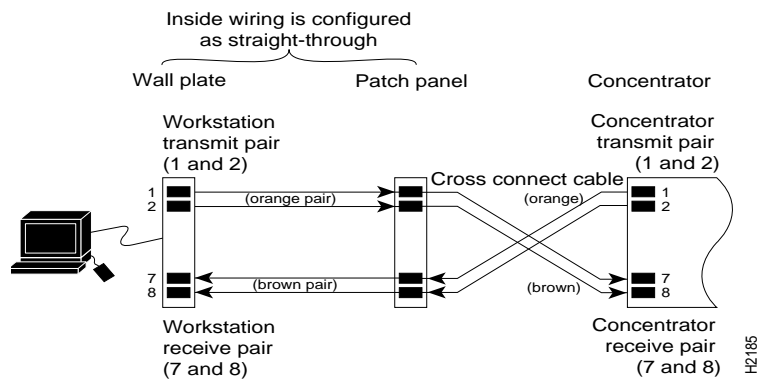 Inside wiring is configured
as straight-through
Wall plate
Patch panel
Concentrator
Workstation
transmit pair
(1 and 2)
Concentrator
transmit pair
(1 and 2)
Cross connect cable
1
(orange pair)
(orange)
1
2
2
7
(brown pair)
(brown)
7
8
8
Workstation
receive pair
(7 and 8)
Concentrator
receive pair
(7 and 8)
H2185